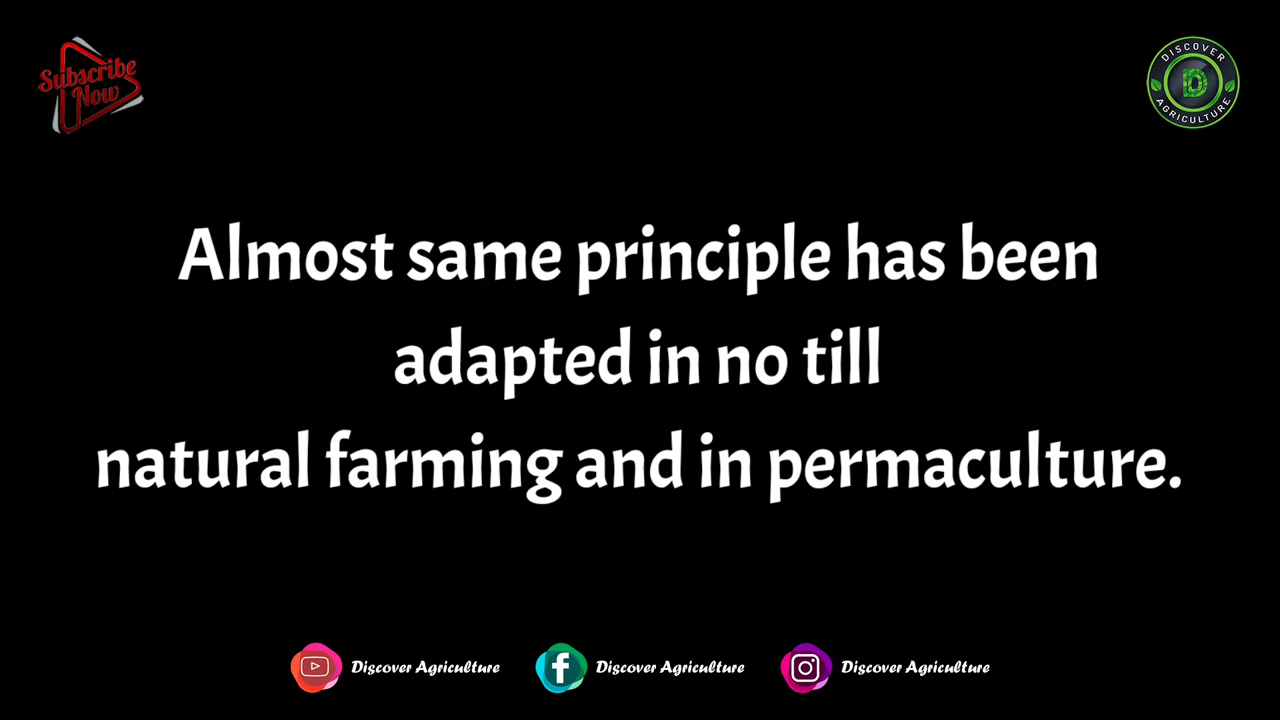 Subscribe
Now
DISCOVER
D
AGRICULTURE
Almost same principle has been
adapted in no till
natural farming and in permaculture.
Discover Agriculture
Discover Agriculture
Discover Agriculture